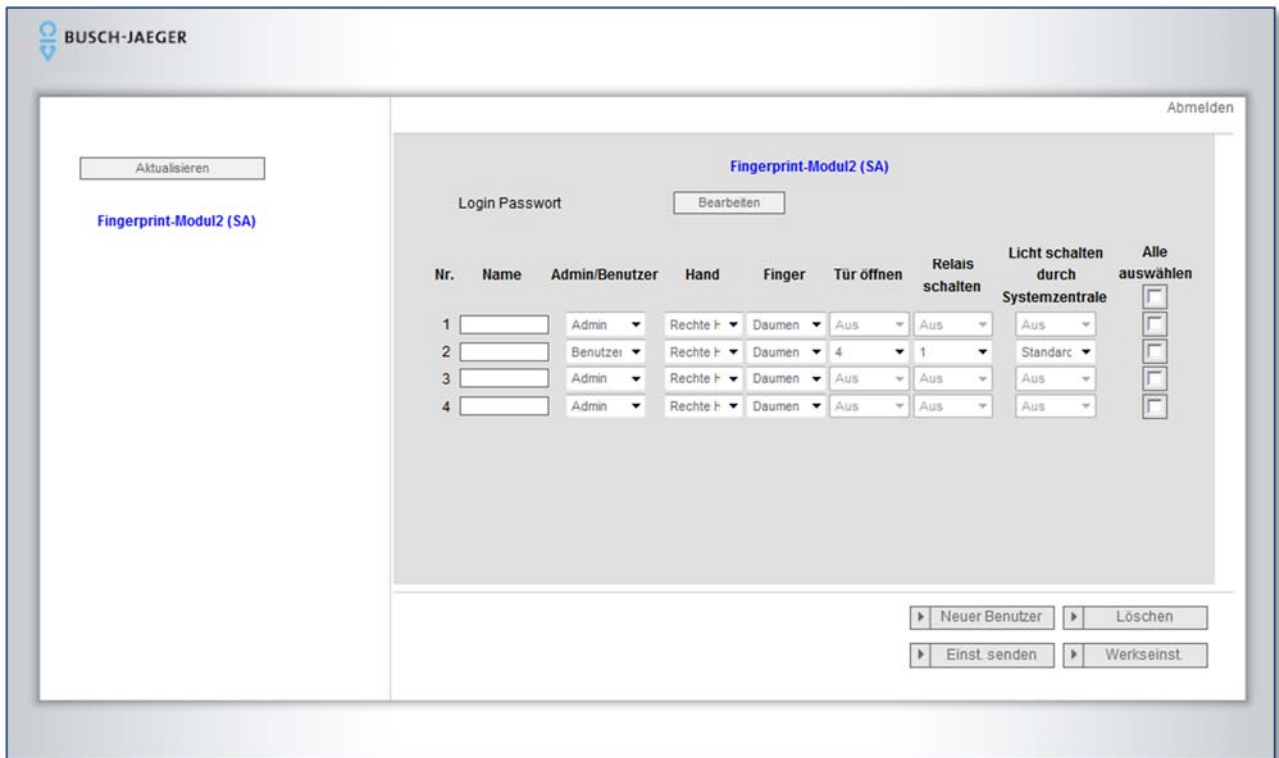 BUSCH-JAEGER
Abmelden
Aktualisieren
Fingerprint-Modul2 (SA)
Fingerprint-Modul2 (SA)
Login Passwort Bearbeiten
Nr. Name Admin/Benutzer Hand Finger Tür öffnen Relais schalten Licht schalten durch Systemzentrale Alle auswählen
1 Admin Rechte H Daumen Aus Aus Aus
2 Benutzer Rechte H Daumen 4 1 Standard
3 Admin Rechte H Daumen Aus Aus Aus
4 Admin Rechte H Daumen Aus Aus Aus
Neuer Benutzer Löschen
Einst. senden Werkseinst.